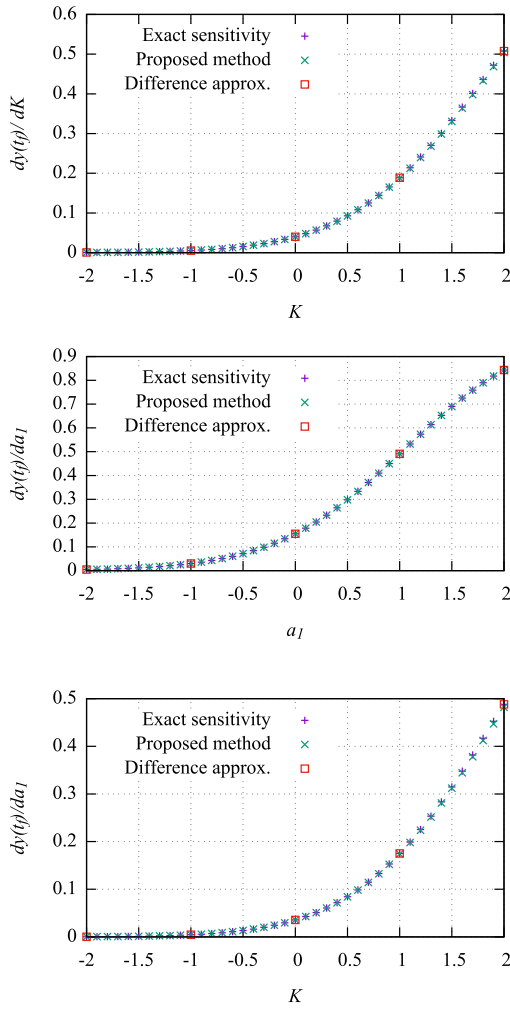 0.6
Exact sensitivity
Proposed method
Difference approx.
0.5
0.4
0.3
0.2
0.1
0
dy(tf)/ dK
-2 -1.5 -1 -0.5 0 0.5 1 1.5 2
K
0.9
Exact sensitivity
0.8
Proposed method
0.7
Difference approx.
0.6
0.5
0.4
0.3
0.2
0.1
0
dy(tf)/da1
-2 -1.5 -1 -0.5 0 0.5 1 1.5 2
a1
0.5
Exact sensitivity
Proposed method
Difference approx.
0.4
0.3
0.2
0.1
0
dy(tf)/da1
-2 -1.5 -1 -0.5 0 0.5 1 1.5 2
K